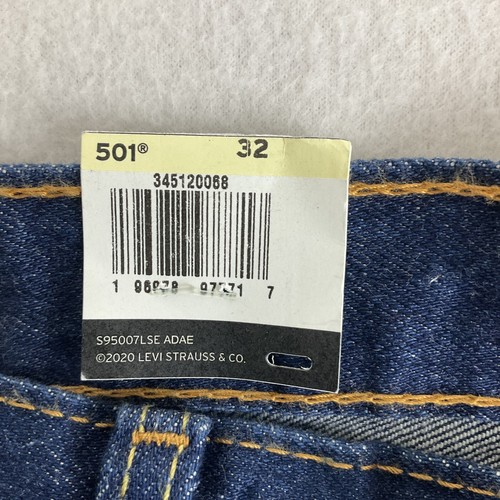 501® 32
345120068
1 7
S95007LSE ADAE
©2020 LEVI STRAUSS & CO.